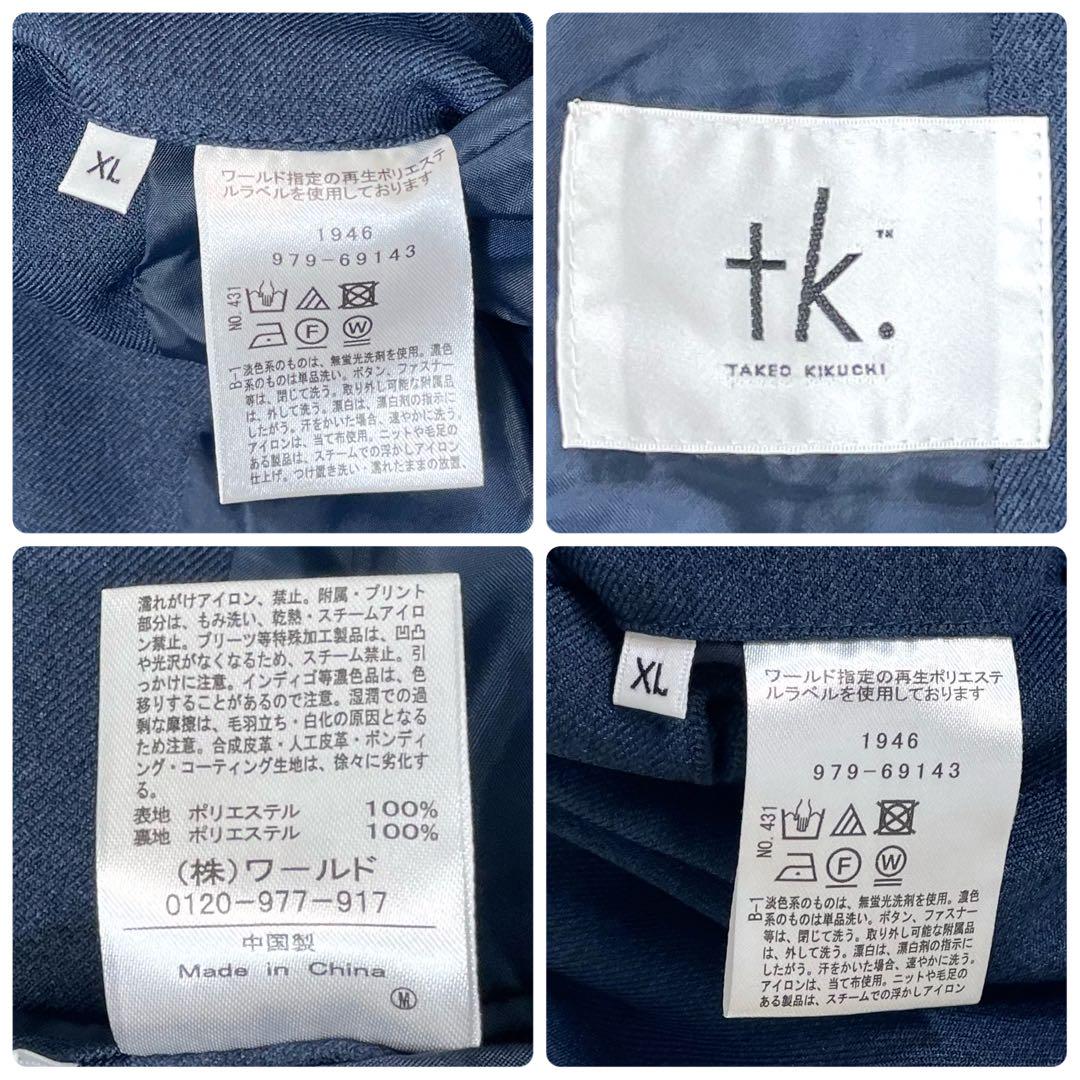 XL
ワールド指定の再生ポリエステ
ルラベルを使用しております
1946
979-69143
NO.431
F W
B-1
淡色系のものは、無蛍光洗剤を使用。濃色
系のものは単品洗い。ボタン、ファスナー
等は、閉じて洗う。取り外し可能な附属品
は、外して洗う。漂白は、漂白剤の指示に
したがう。汗をかいた場合、速やかに洗う。
アイロンは、当て布使用。ニットや毛足の
ある製品は、スチームでの浮かしアイロン
仕上げ。つけ置き洗い・濡れたままの放置、
tk.™
TAKEO KIKUCHI
濡れがけアイロン、禁止。附属・プリント
部分は、もみ洗い、乾熱・スチームアイロ
ン禁止。プリーツ等特殊加工製品は、凹凸
や光沢がなくなるため、スチーム禁止。引
っかけに注意。インディゴ等濃色品は、色
移りすることがあるので注意。湿潤での過
剰な摩擦は、毛羽立ち・白化の原因となる
ため注意。合成皮革・人工皮革・ボンディ
ング・コーティング生地は、徐々に劣化す
る。
表地 ポリエステル 100%
裏地 ポリエステル 100%
(株)ワールド
0120-977-917
中国製
Made in China
M
XL
ワールド指定の再生ポリエステ
ルラベルを使用しております
1946
979-69143
NO.431
F W
B-1
淡色系のものは、無蛍光洗剤を使用。濃色
系のものは単品洗い。ボタン、ファスナー
等は、閉じて洗う。取り外し可能な附属品
は、外して洗う。漂白は、漂白剤の指示に
したがう。汗をかいた場合、速やかに洗う。
アイロンは、当て布使用。ニットや毛足の
ある製品は、スチームでの浮かしアイロン